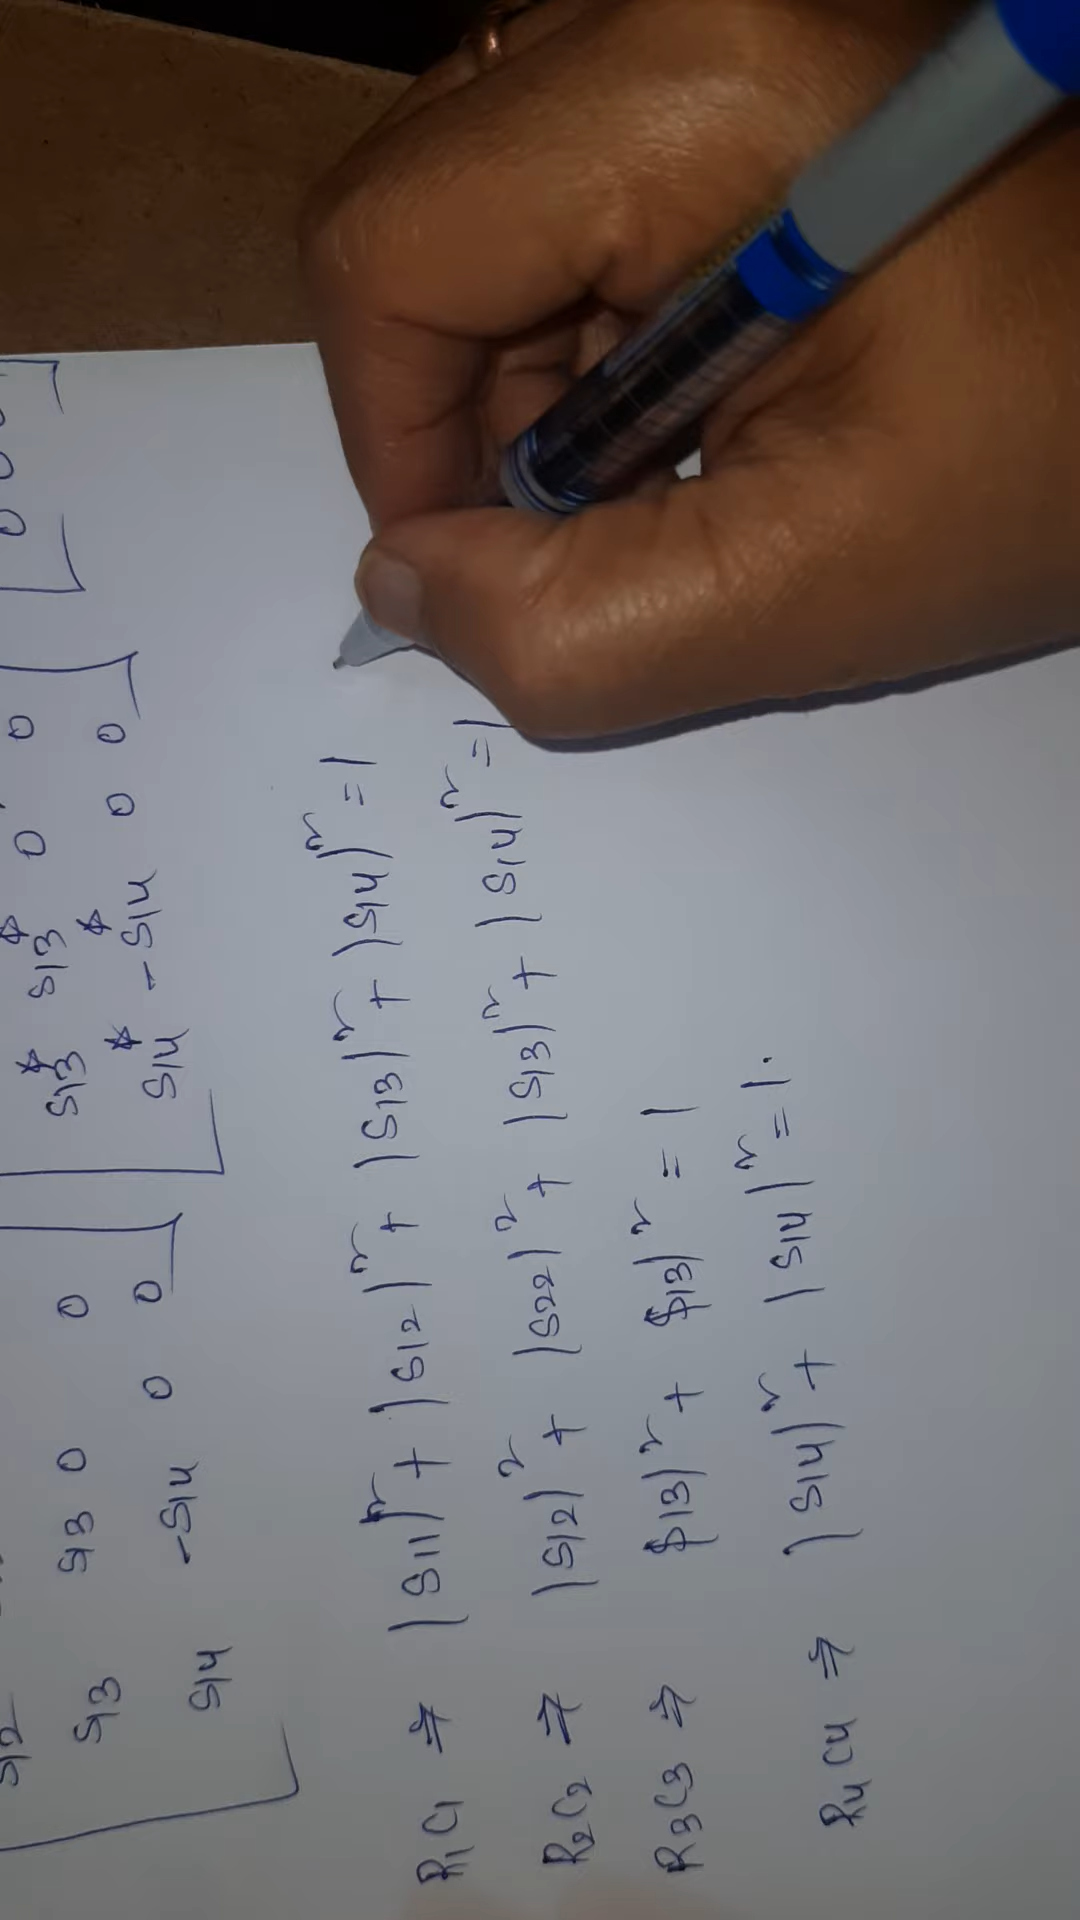 S12
S13 S13 0 0
S14 -S14 0 0
S13* S13* 0 0
S14* -S14* 0 0
R1C1 ⇒ |S11|² + |S12|² + |S13|² + |S14|² = 1
R2C2 ⇒ |S12|² + |S22|² + |S13|² + |S14|² = 1
R3C3 ⇒ |S13|² + |S13|² = 1
R4C4 ⇒ |S14|² + |S14|² = 1.